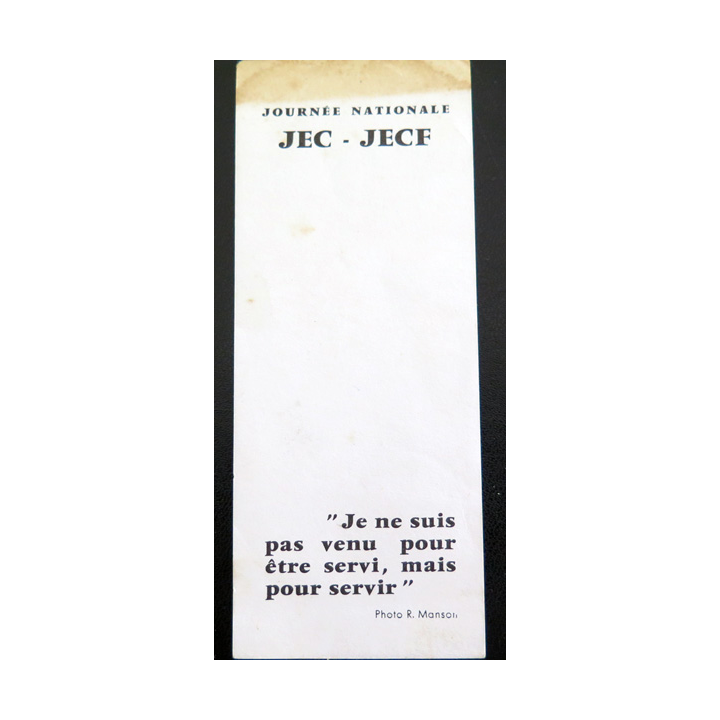 JOURNÉE NATIONALE
JEC - JECF
"Je ne suis
pas venu pour
être servi, mais
pour servir"
Photo R. Manson